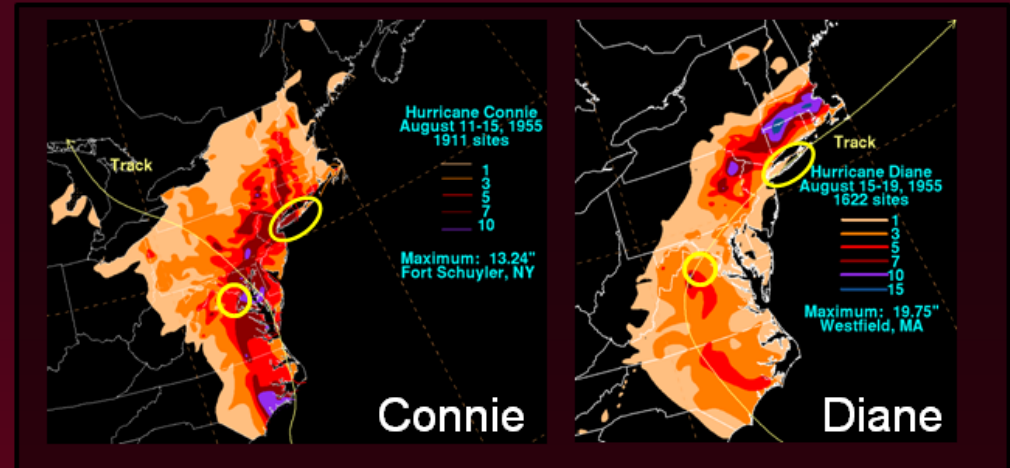 Hurricane Connie
August 11-15, 1955
1911 sites
Track
1
3
5
7
10
Maximum: 13.24"
Fort Schuyler, NY
Connie
Track
Hurricane Diane
August 15-19, 1955
1622 sites
1
3
5
7
10
15
Maximum: 19.75"
Westfield, MA
Diane